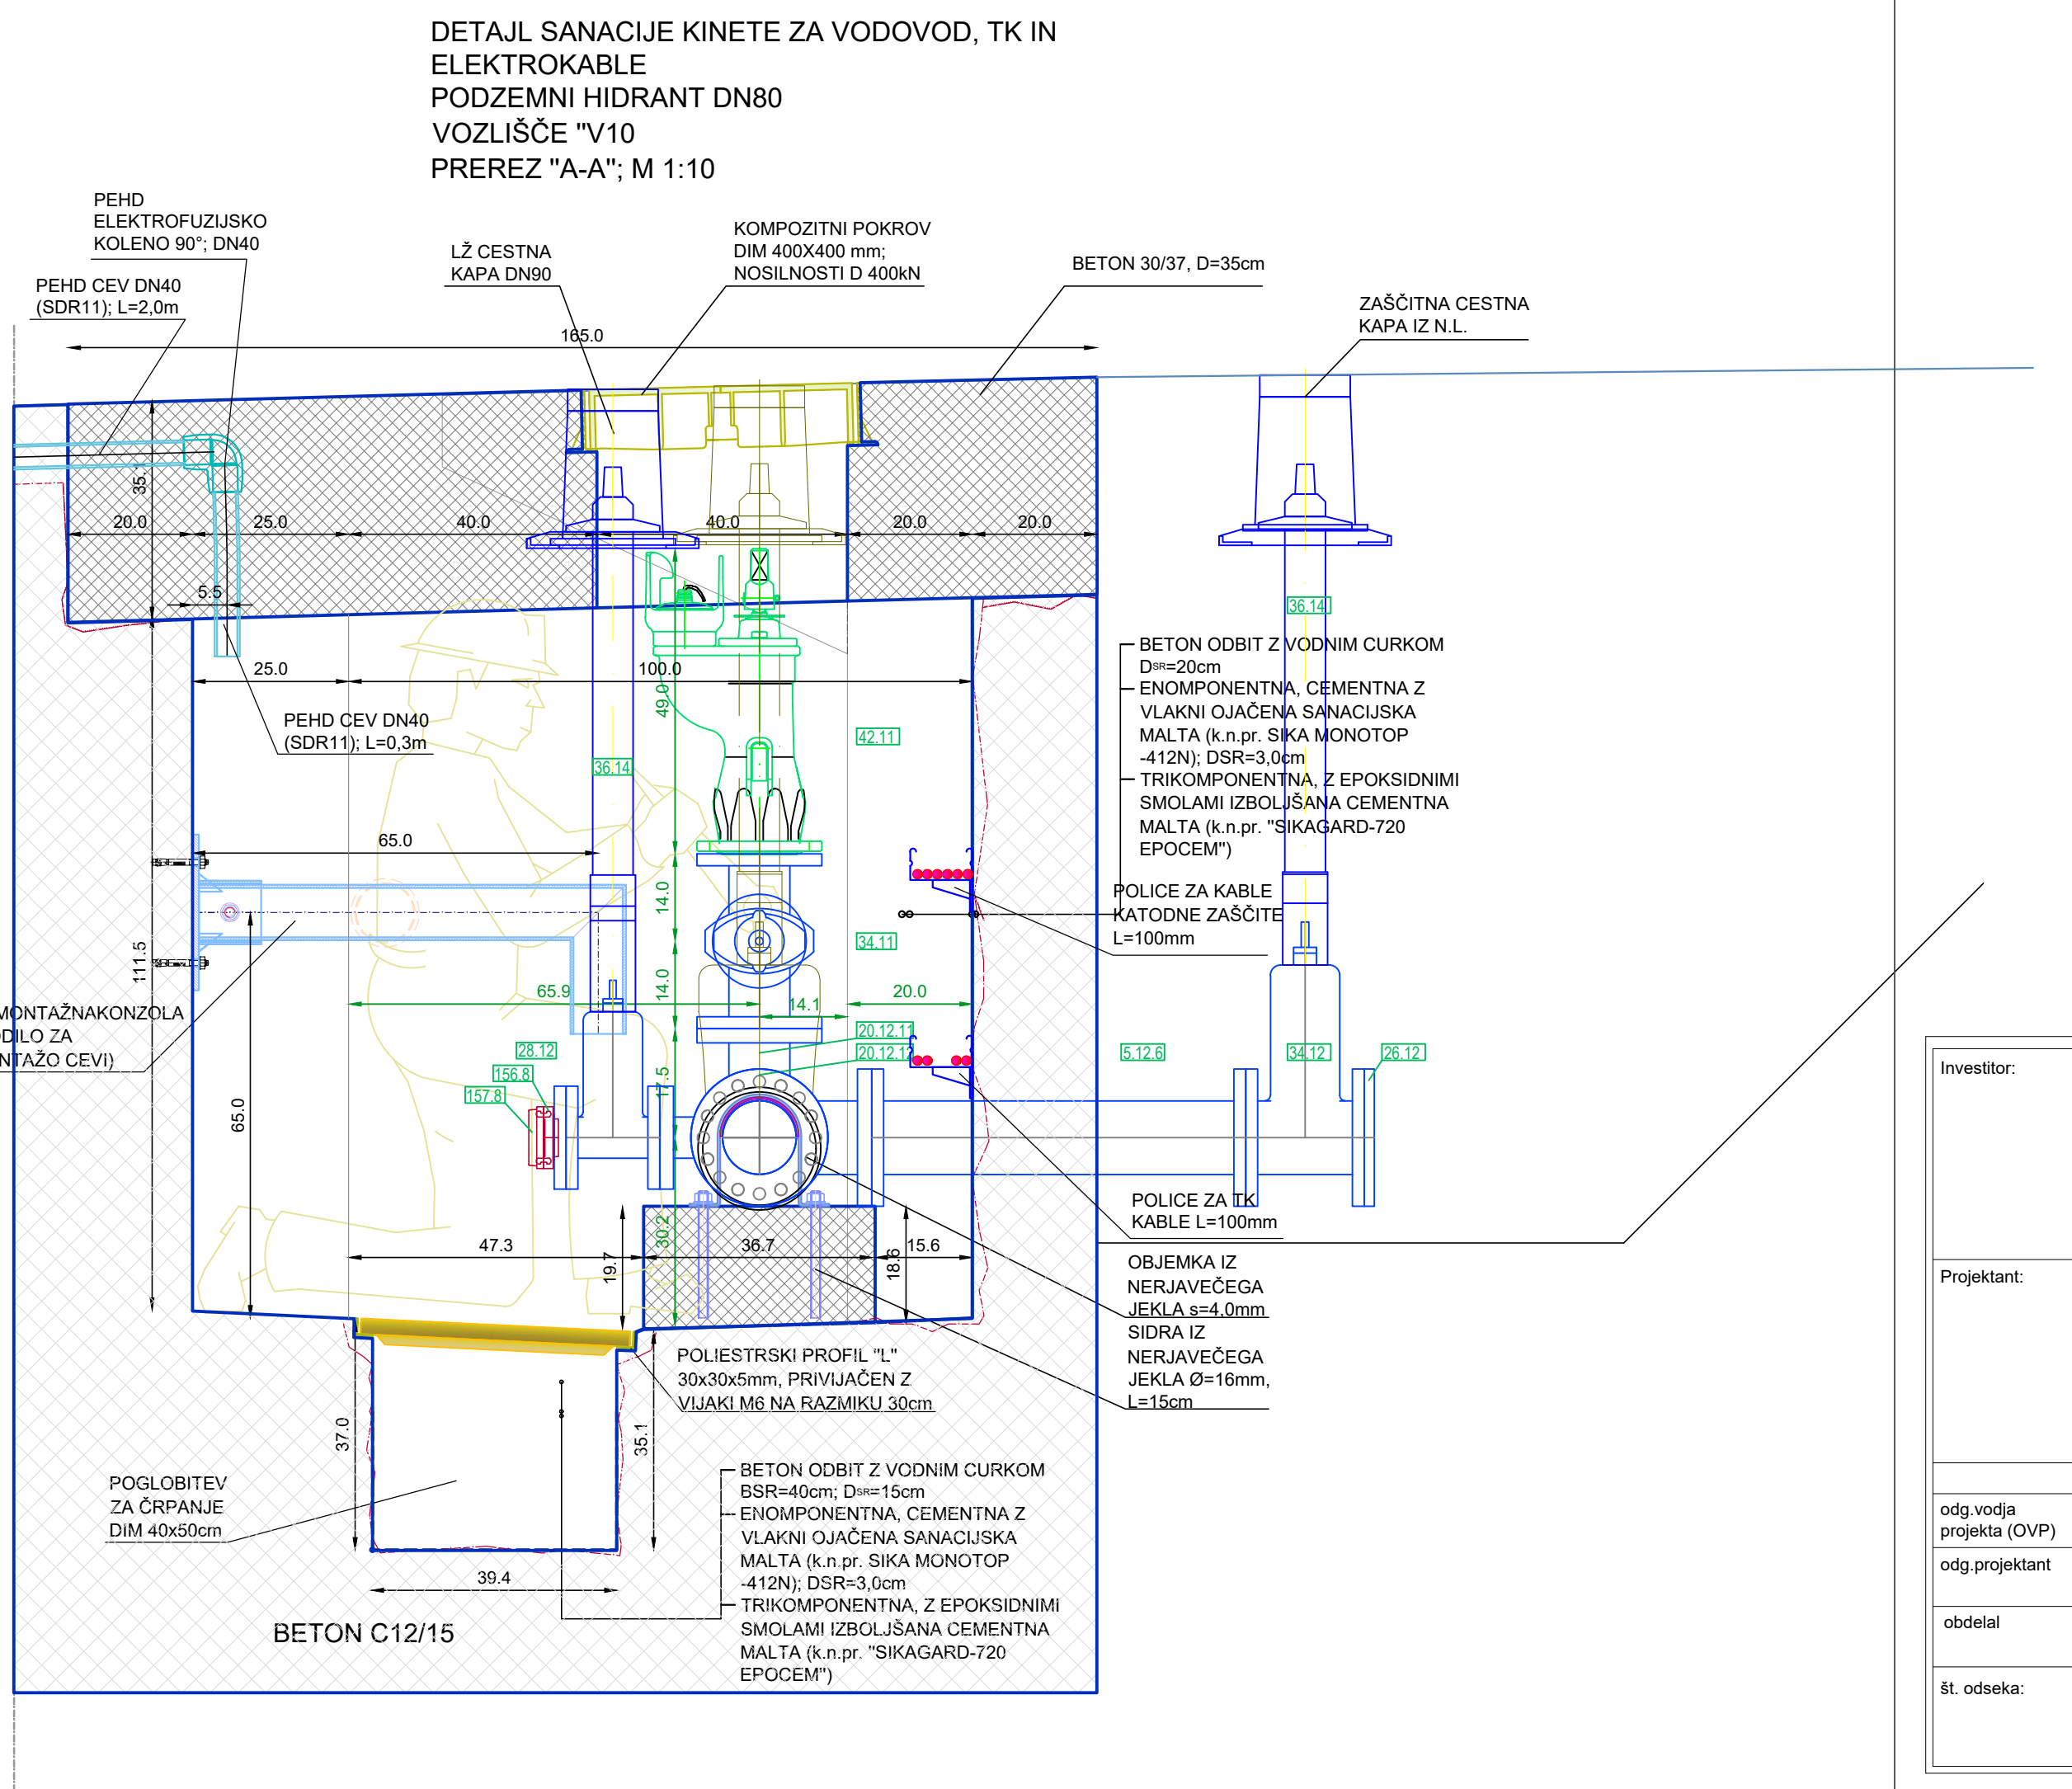 DETAJL SANACIJE KINETE ZA VODOVOD, TK IN
ELEKTROKABLE
PODZEMNI HIDRANT DN80
VOZLIŠČE "V10
PREREZ "A-A"; M 1:10
PEHD
ELEKTROFUZIJSKO
KOLENO 90°; DN40
PEHD CEV DN40
(SDR11); L=2,0m
LŽ CESTNA
KAPA DN90
KOMPOZITNI POKROV
DIM 400X400 mm;
NOSILNOSTI D 400kN
BETON 30/37, D=35cm
ZAŠČITNA CESTNA
KAPA IZ N.L.
165.0
35.1
20.0
25.0
40.0
40.0
20.0
20.0
5.5
25.0
100.0
49.0
PEHD CEV DN40
(SDR11); L=0,3m
36.14
42.11
36.14
BETON ODBIT Z VODNIM CURKOM
DSR=20cm
ENOMPONENTNA, CEMENTNA Z
VLAKNI OJAČENA SANACIJSKA
MALTA (k.n.pr. SIKA MONOTOP
-412N); DSR=3,0cm
TRIKOMPONENTNA, Z EPOKSIDNIMI
SMOLAMI IZBOLJŠANA CEMENTNA
MALTA (k.n.pr. "SIKAGARD-720
EPOCEM")
65.0
14.0
POLICE ZA KABLE
KATODNE ZAŠČITE
L=100mm
111.5
34.11
14.0
65.9
14.1
20.0
MONTAŽNAKONZOLA
DILO ZA
NTAŽO CEVI)
20.12.11
20.12.12
28.12
156.8
157.8
17.5
5.12.6
34.12
26.12
65.0
POLICE ZA TK
KABLE L=100mm
47.3
19.7
30.2
36.7
18.6
15.6
OBJEMKA IZ
NERJAVEČEGA
JEKLA s=4,0mm
SIDRA IZ
NERJAVEČEGA
JEKLA Ø=16mm,
L=15cm
POLIESTRSKI PROFIL "L"
30x30x5mm, PRIVIJAČEN Z
VIJAKI M6 NA RAZMIKU 30cm
37.0
35.1
POGLOBITEV
ZA ČRPANJE
DIM 40x50cm
39.4
BETON C12/15
BETON ODBIT Z VODNIM CURKOM
BSR=40cm; DSR=15cm
ENOMPONENTNA, CEMENTNA Z
VLAKNI OJAČENA SANACIJSKA
MALTA (k.n.pr. SIKA MONOTOP
-412N); DSR=3,0cm
TRIKOMPONENTNA, Z EPOKSIDNIMI
SMOLAMI IZBOLJŠANA CEMENTNA
MALTA (k.n.pr. "SIKAGARD-720
EPOCEM")
Investitor:
Projektant:
odg.vodja
projekta (OVP)
odg.projektant
obdelal
št. odseka: